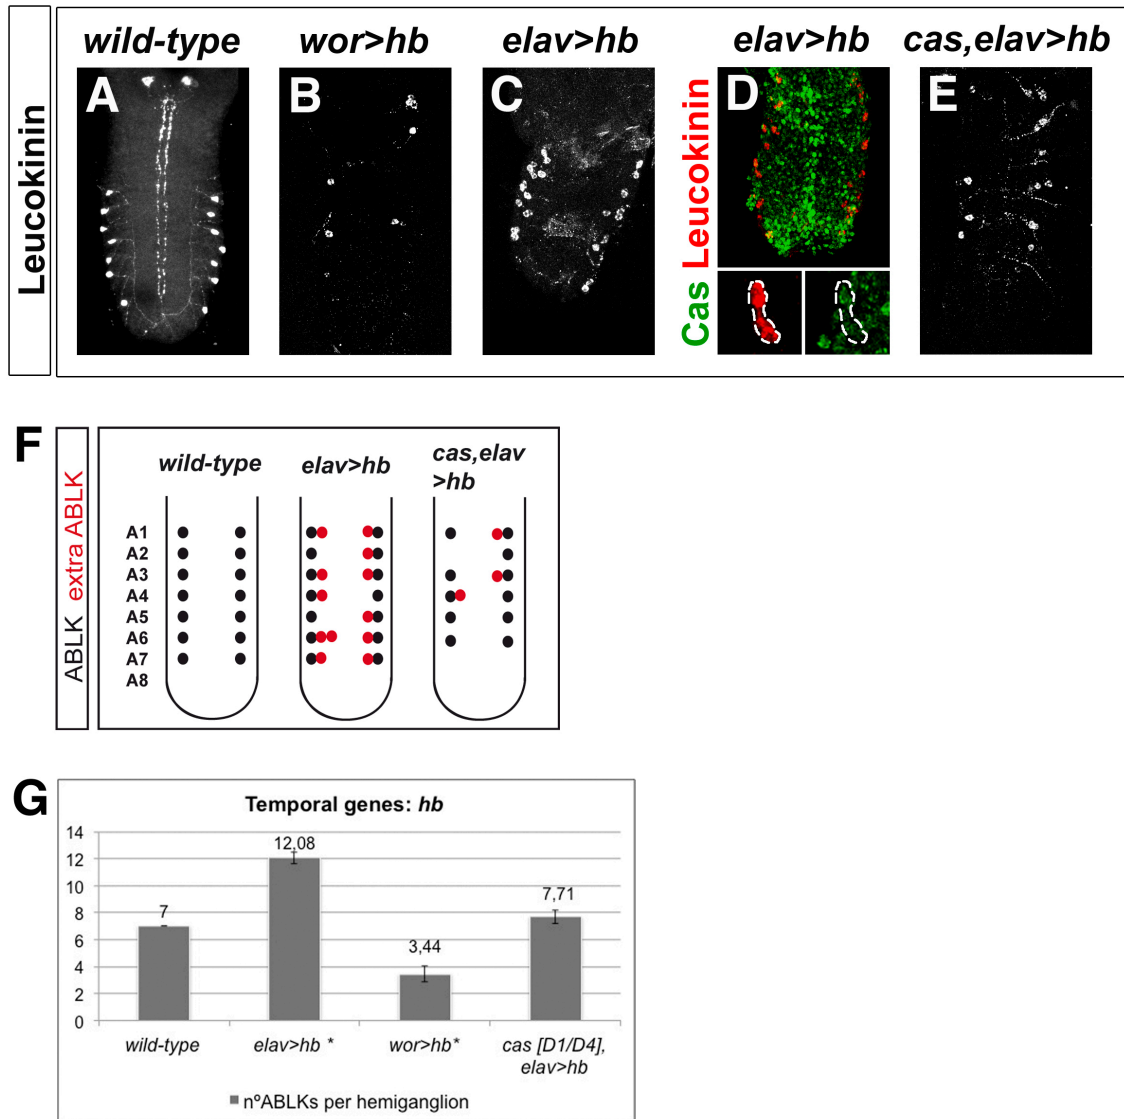 wild-type wor>hb elav>hb elav>hb cas,elav>hb
Leucokinin
A B C D E
Cas Leucokinin
F
ABLK extra ABLK
wild-type elav>hb cas,elav
>hb
A1
A2
A3
A4
A5
A6
A7
A8
G
Temporal genes: hb
14
12
10
8
6
4
2
0
7
12,08
3,44
7,71
wild-type elav>hb * wor>hb* cas [D1/D4],
elav>hb
nºABLKs per hemiganglion